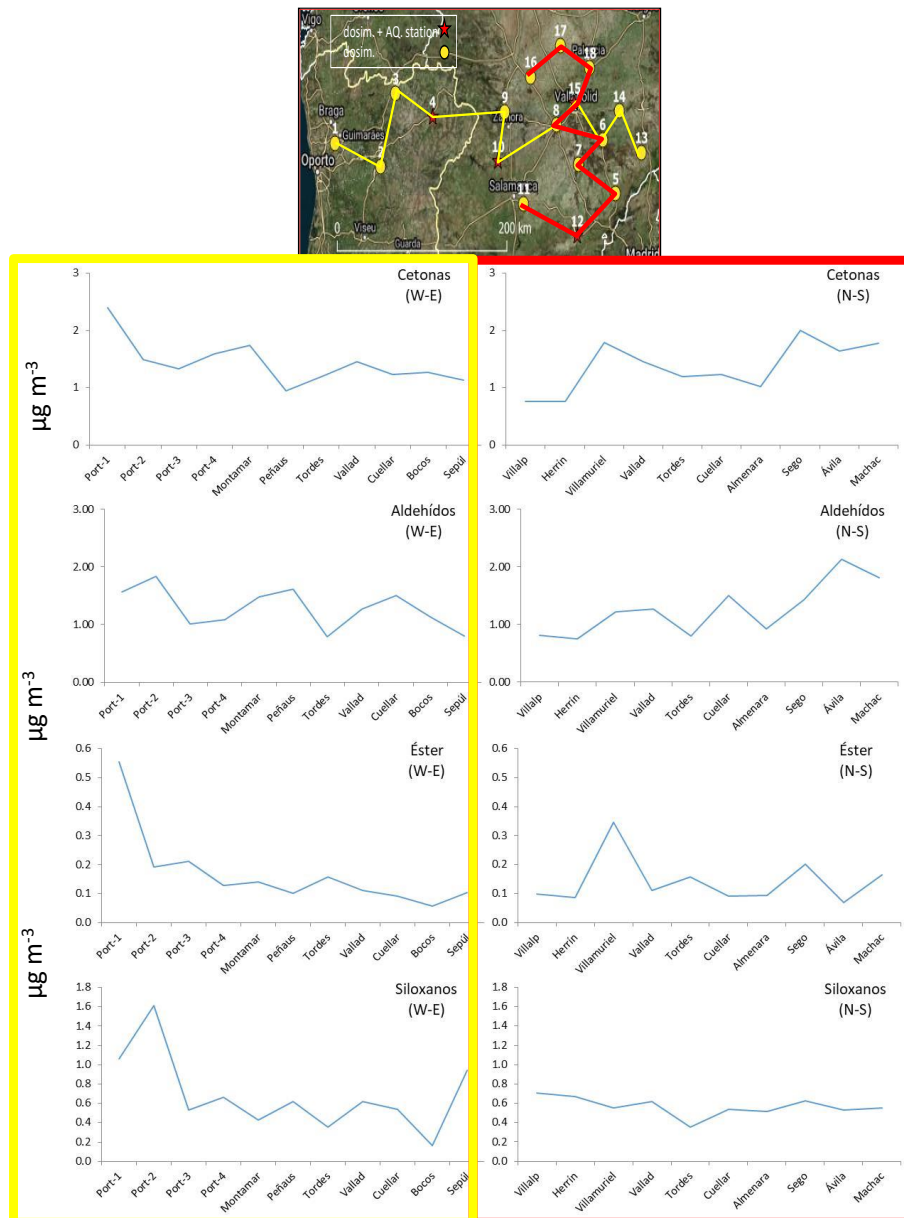 Vigo
dosim. + AQ. station
dosim.
17
Palencia
18
16
3
4
9
Zamora
15
Valladolid
14
8
6
13
Braga
1
Guimarães
Oporto
2
10
7
Salamanca
11
5
12
Viseu
Guarda
0
200 km
Madrid
Cetonas
(W-E)
3
2
1
0
µg m-3
Port-1 Port-2 Port-3 Port-4 Montamar Peñaus Tordes Vallad Cuellar Bocos Sepúl
Cetonas
(N-S)
3
2
1
0
Villalp Herrin Villamuriel Vallad Tordes Cuellar Almenara Sego Ávila Machac
Aldehídos
(W-E)
3.00
2.00
1.00
0.00
µg m-3
Port-1 Port-2 Port-3 Port-4 Montamar Peñaus Tordes Vallad Cuellar Bocos Sepúl
Aldehídos
(N-S)
3.00
2.00
1.00
0.00
Villalp Herrin Villamuriel Vallad Tordes Cuellar Almenara Sego Ávila Machac
Éster
(W-E)
0.6
0.5
0.4
0.3
0.2
0.1
0.0
µg m-3
Port-1 Port-2 Port-3 Port-4 Montamar Peñaus Tordes Vallad Cuellar Bocos Sepúl
Éster
(N-S)
0.6
0.5
0.4
0.3
0.2
0.1
0.0
Villalp Herrin Villamuriel Vallad Tordes Cuellar Almenara Sego Ávila Machac
Siloxanos
(W-E)
1.8
1.6
1.4
1.2
1.0
0.8
0.6
0.4
0.2
0.0
Port-1 Port-2 Port-3 Port-4 Montamar Peñaus Tordes Vallad Cuellar Bocos Sepúl
Siloxanos
(N-S)
1.8
1.6
1.4
1.2
1.0
0.8
0.6
0.4
0.2
0.0
Villalp Herrin Villamuriel Vallad Tordes Cuellar Almenara Sego Ávila Machac